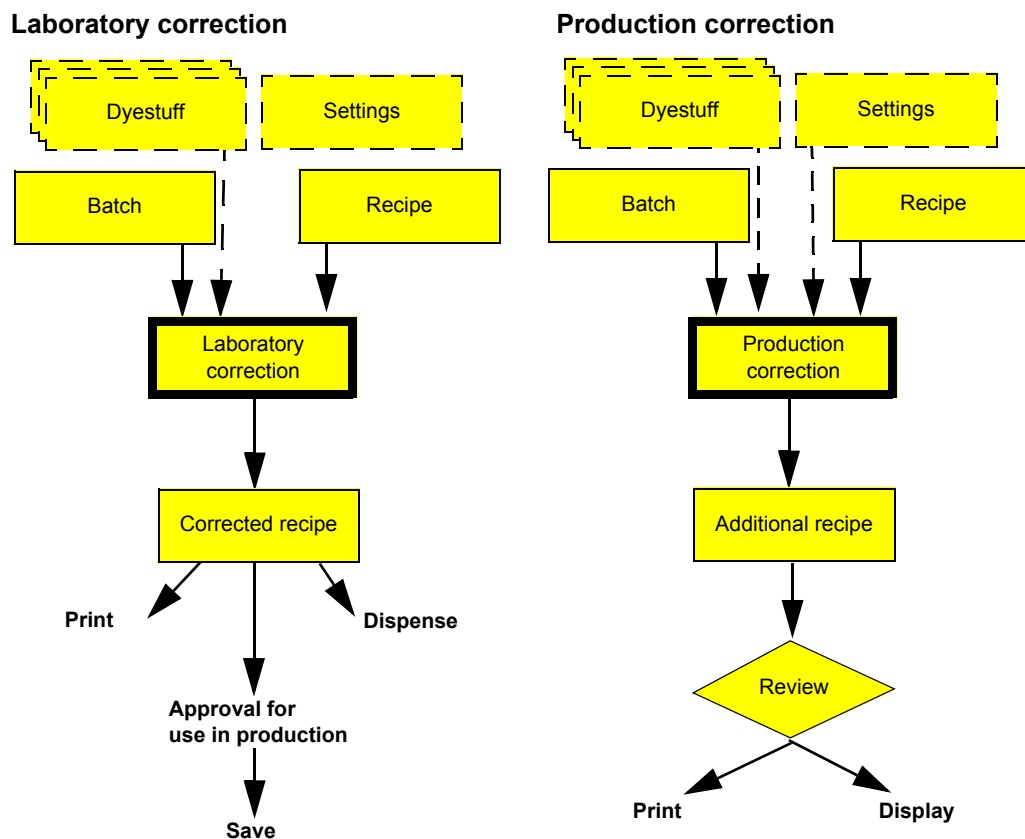 Laboratory correction
Dyestuff
Settings
Batch
Recipe
Laboratory
correction
Corrected recipe
Print
Dispense
Approval for
use in production
Save
Production correction
Dyestuff
Settings
Batch
Recipe
Production
correction
Additional recipe
Review
Print
Display